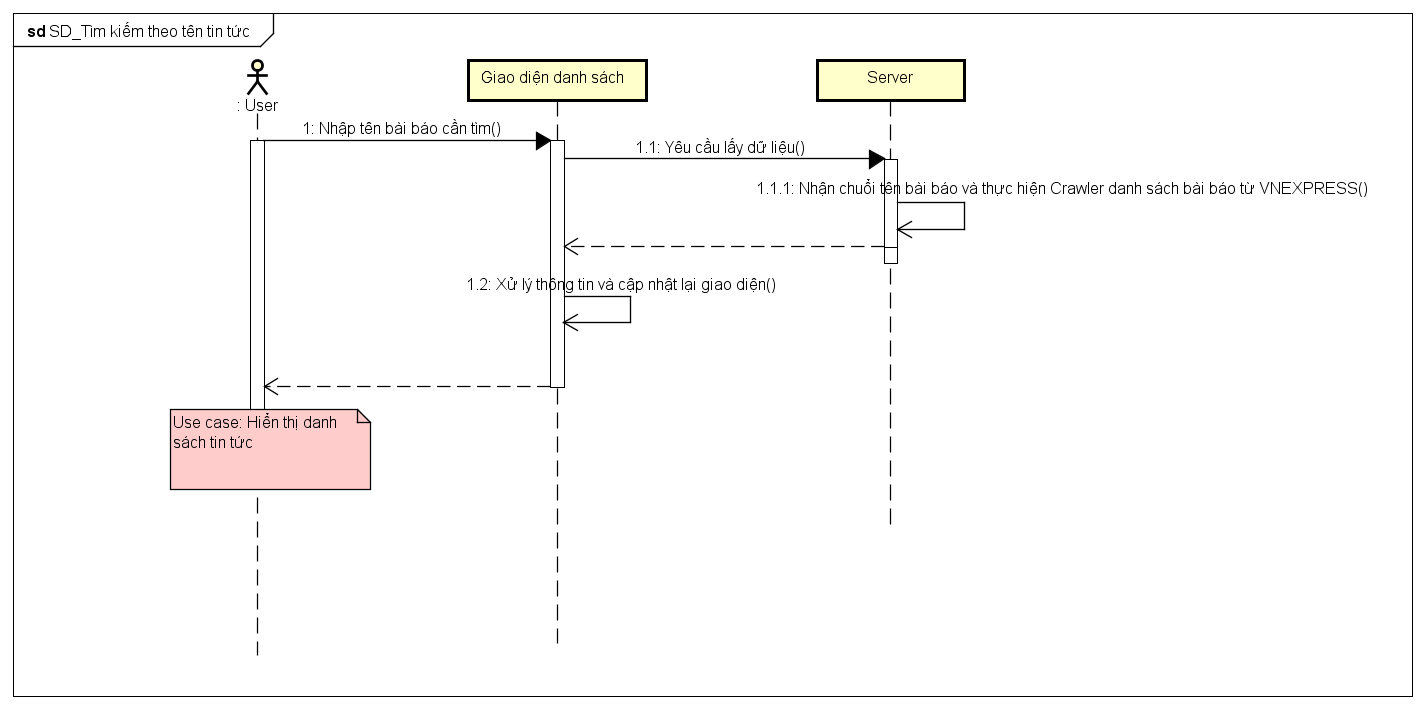 sd SD_Tìm kiếm theo tên tin tức
: User
Giao diện danh sách
Server
1: Nhập tên bài báo cần tìm()
1.1: Yêu cầu lấy dữ liệu()
1.1.1: Nhận chuỗi tên bài báo và thực hiện Crawler danh sách bài báo từ VNEXPRESS()
1.2: Xử lý thông tin và cập nhật lại giao diện()
Use case: Hiển thị danh
sách tin tức